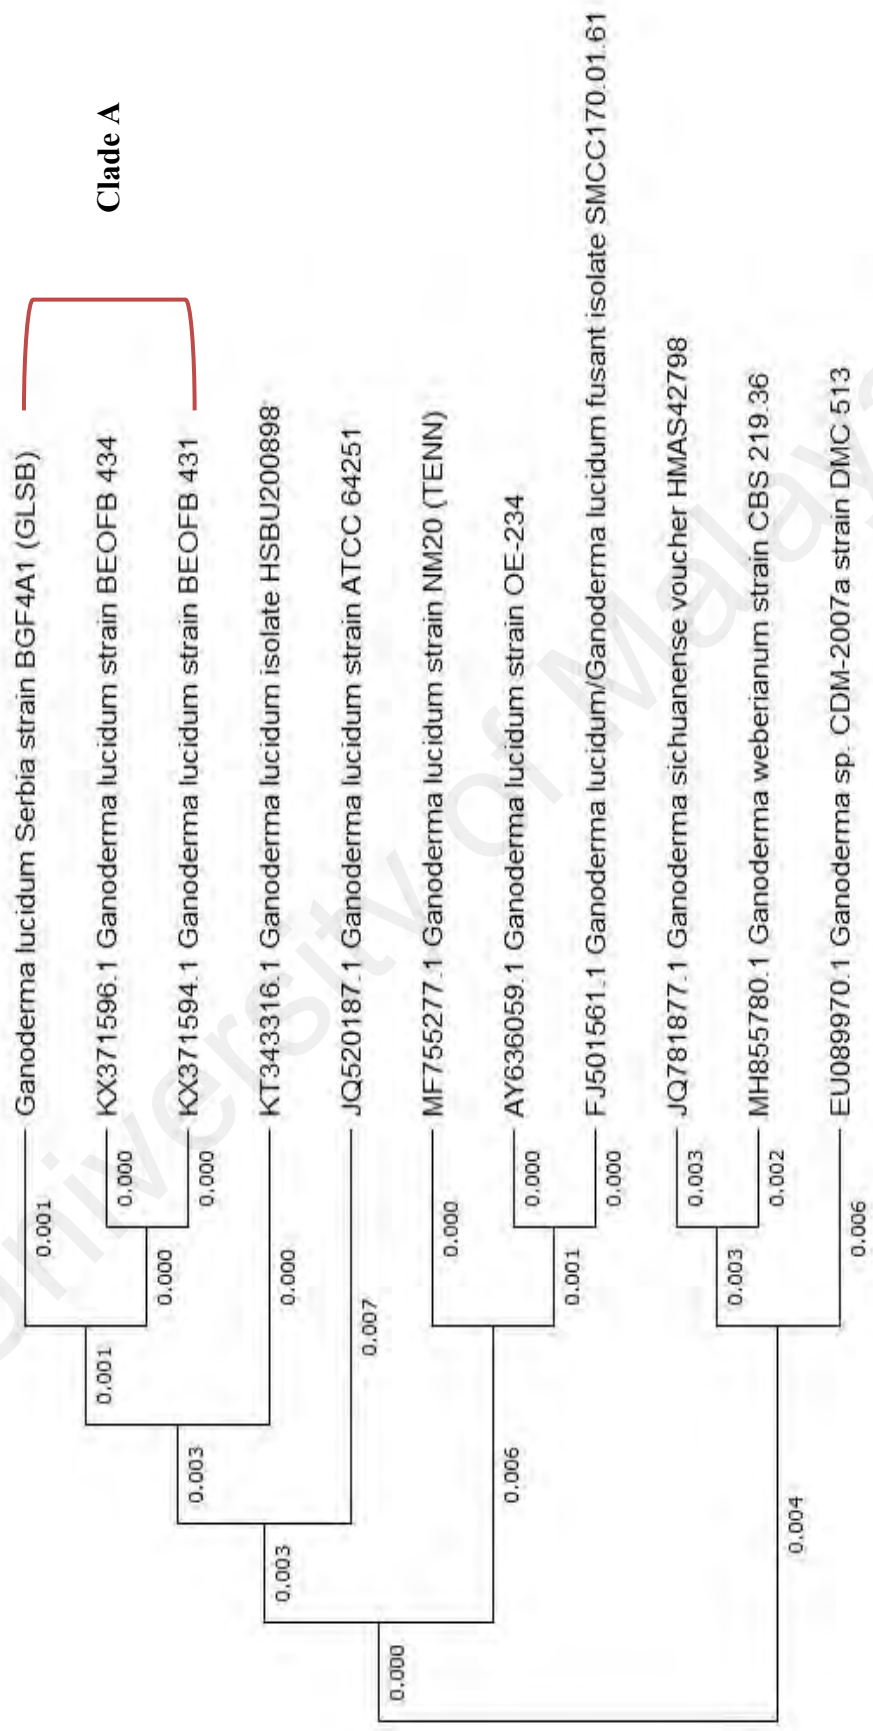 Clade A
Ganoderma lucidum Serbia strain BGF4A1 (GLSB)
KX371596.1 Ganoderma lucidum strain BEOFB 434
KX371594.1 Ganoderma lucidum strain BEOFB 431
KT343316.1 Ganoderma lucidum isolate HSBU200898
JQ520187.1 Ganoderma lucidum strain ATCC 64251
MF755277.1 Ganoderma lucidum strain NM20 (TENN)
AY636059.1 Ganoderma lucidum strain OE-234
FJ501561.1 Ganoderma lucidum/Ganoderma lucidum fusant isolate SMCC170.01.61
JQ781877.1 Ganoderma sichuanense voucher HMAS42798
MH855780.1 Ganoderma weberianum strain CBS 219.36
EU089970.1 Ganoderma sp. CDM-2007a strain DMC 513
0.001
0.000
0.000
0.000
0.001
0.000
0.003
0.007
0.003
0.000
0.000
0.000
0.001
0.006
0.000
0.003
0.002
0.003
0.006
0.004
University of Malaya